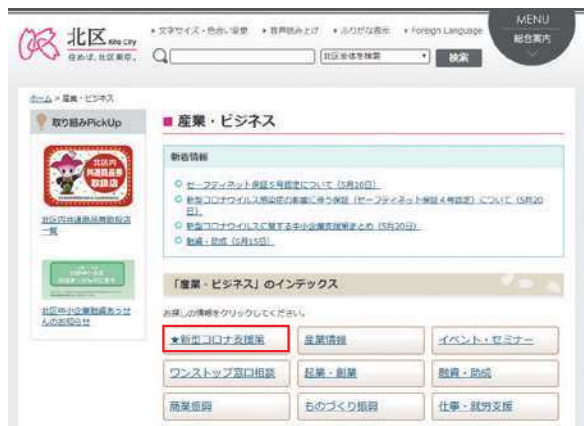 北区 KITA CITY
住めば、北区東京。
文字サイズ・色合い変更
音声読み上げ
ふりがな表示
Foreign Language
北区全体を検索
検索
MENU
総合案内
ホーム > 産業・ビジネス
取り組みPickUp
北区内
共通商品券
取扱店
北区内共通商品券取扱店
一覧
北区中小企業融資あっせ
んのお知らせ
産業・ビジネス
新着情報
セーフティネット保証5号認定について（5月20日）
新型コロナウイルス感染症の影響に伴う保証（セーフティネット保証4号認定）について（5月20
日）
新型コロナウイルスに関する中小企業支援策まとめ（5月20日）
融資・助成（5月15日）
「産業・ビジネス」のインデックス
お探しの情報をクリックしてください。
★新型コロナ支援策
産業情報
イベント・セミナー
ワンストップ窓口相談
起業・創業
融資・助成
商業振興
ものづくり振興
仕事・就労支援